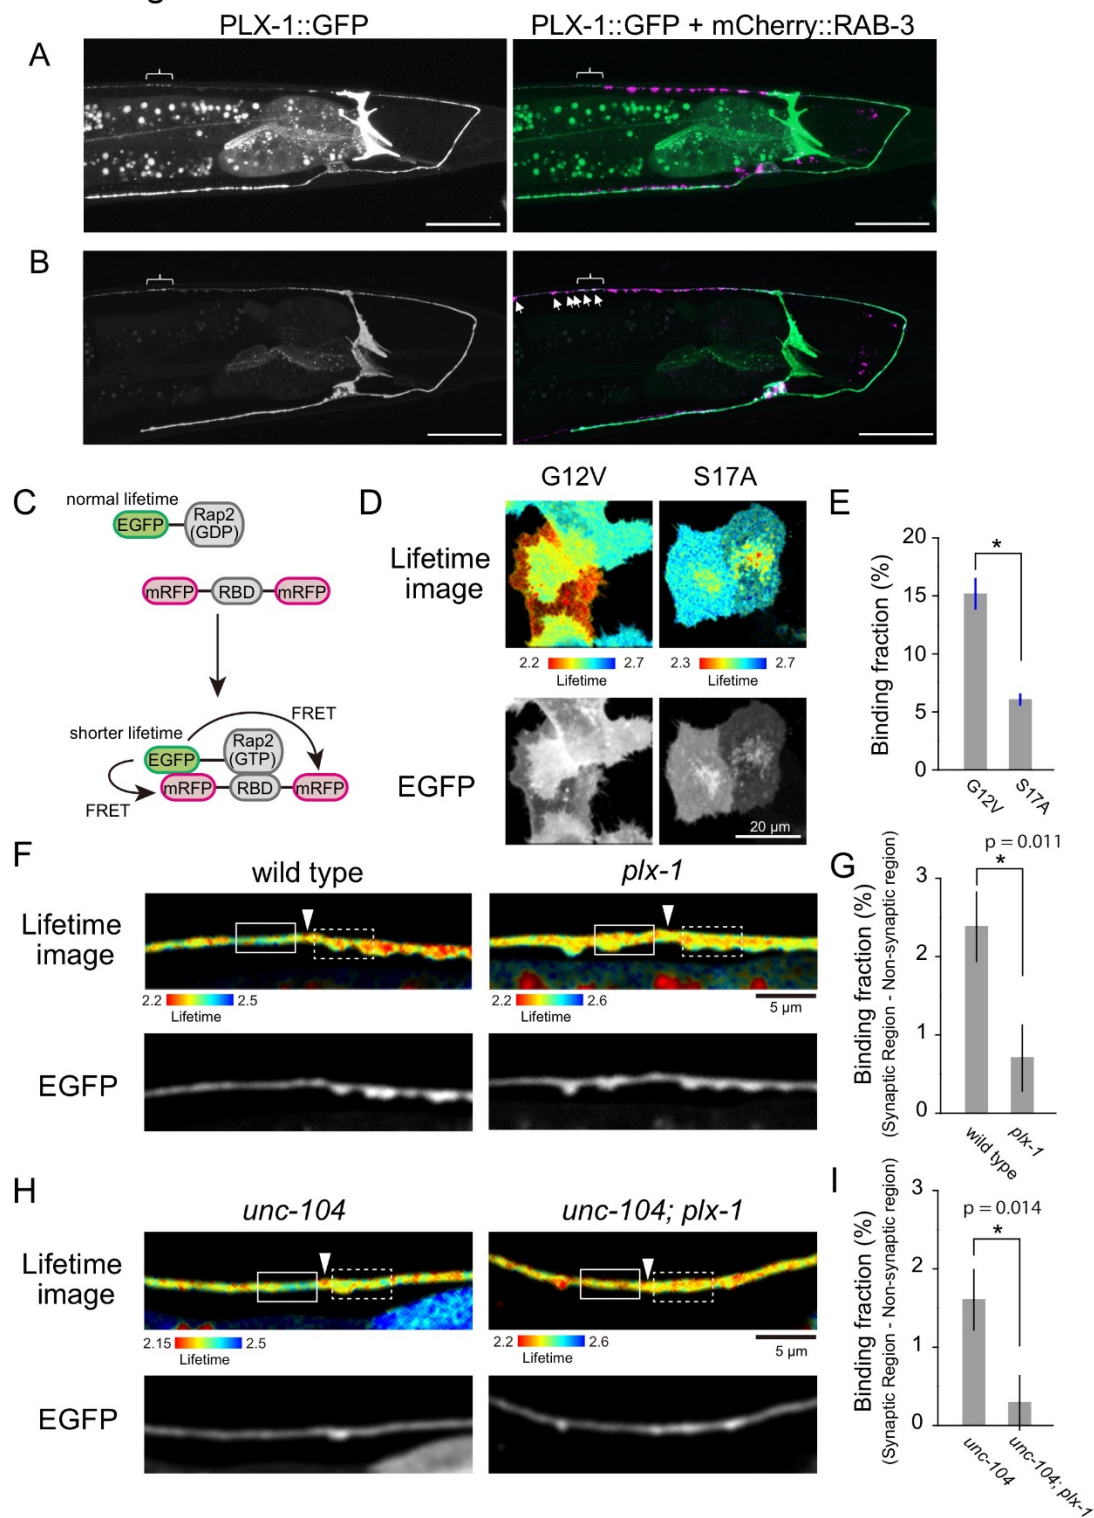 PLX-1::GFP
PLX-1::GFP + mCherry::RAB-3
A
B
C
normal lifetime
EGFP
Rap2
(GDP)
mRFP
RBD
mRFP
shorter lifetime
FRET
EGFP
Rap2
(GTP)
mRFP
RBD
mRFP
FRET
D
G12V
S17A
Lifetime
image
2.2
2.7
Lifetime
2.3
2.7
Lifetime
EGFP
20 µm
E
Binding fraction (%)
20
15
10
5
0
*
G12V
S17A
F
wild type
plx-1
Lifetime
image
2.2
2.5
Lifetime
2.2
2.6
Lifetime
5 µm
EGFP
G
p = 0.011
*
Binding fraction (%)
(Synaptic Region - Non-synaptic region)
3
2
1
0
wild type
plx-1
H
unc-104
unc-104; plx-1
Lifetime
image
2.15
2.5
Lifetime
2.2
2.6
Lifetime
5 µm
EGFP
I
p = 0.014
*
Binding fraction (%)
(Synaptic Region - Non-synaptic region)
3
2
1
0
unc-104
unc-104; plx-1